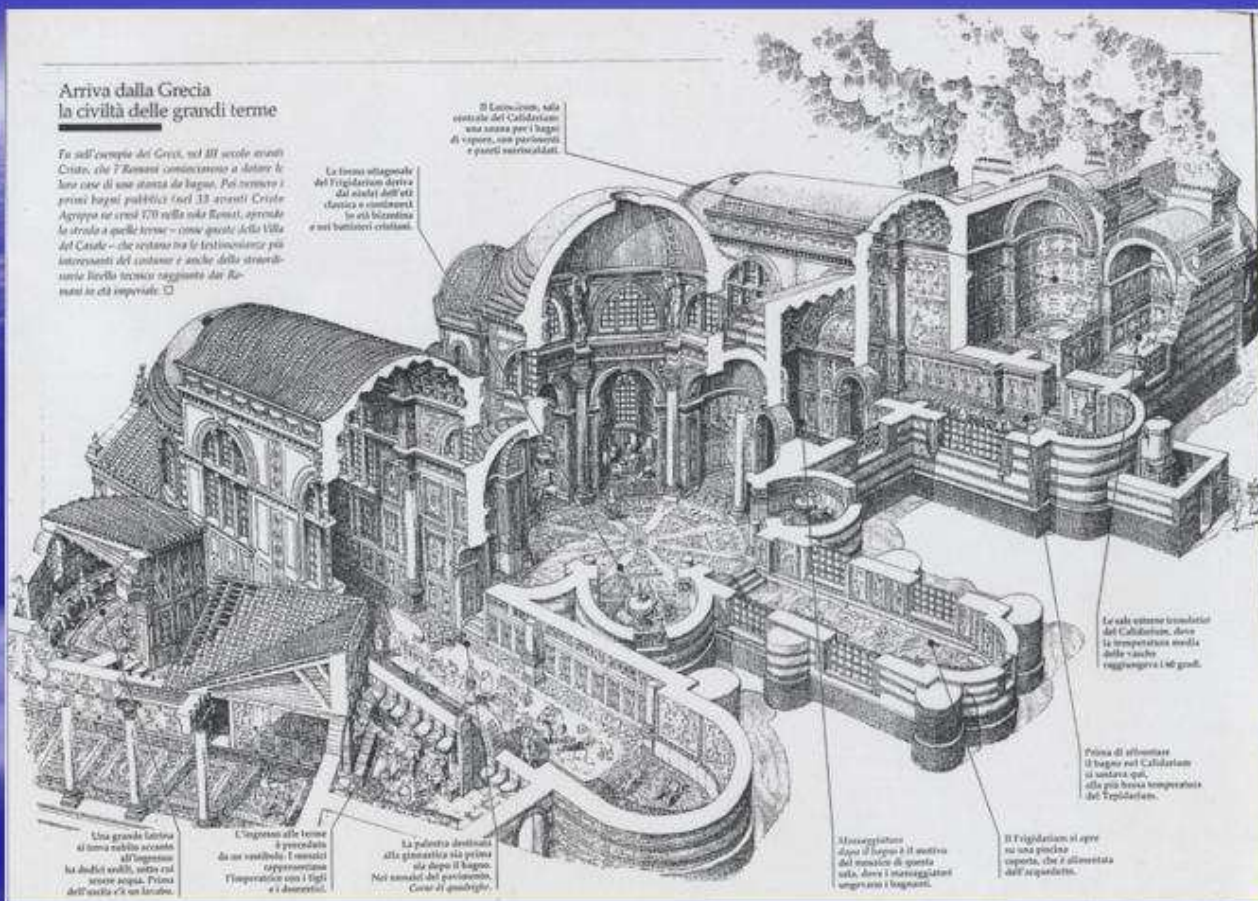 Arriva dalla Grecia
la civiltà delle grandi terme
Fu sull'esempio dei Greci, nel III secolo avanti
Cristo, che i Romani cominciarono a dotare le
loro case di una stanza da bagno. Poi vennero i
primi bagni pubblici (nel 33 avanti Cristo
Agrippa ne censì 170 nella sola Roma), aprendo
la strada a quelle terme – come queste della Villa
del Casale – che restano tra le testimonianze più
interessanti del costume e anche dello straordi-
nario livello tecnico raggiunto dai Ro-
mani in età imperiale.
La forma ottagonale
del Frigidarium deriva
dai ninfei dell'età
classica e continuerà
in età bizantina
e nei battisteri cristiani.
Il Laconicum, sala
centrale del Calidarium
una sauna per i bagni
di vapore, con pavimenti
e pareti surriscaldati.
Le sale esterne
del Calidarium, dove
la temperatura media
delle vasche
raggiungeva i 60 gradi.
Prima di affrontare
il bagno nel Calidarium
si sostava qui,
alla più bassa temperatura
del Tepidarium.
Il Frigidarium si apre
su una piscina
coperta, che è alimentata
dall'acquedotto.
Massaggiatura
dopo il bagno è il motivo
del mosaico di questa
sala, dove i massaggiatori
ungevano i bagnanti.
La palestra destinata
alla ginnastica sia prima
sia dopo il bagno.
Nei mosaici del pavimento,
Corse di quadrighe.
L'ingresso alle terme
è preceduto
da un vestibolo. I mosaici
rappresentano
l'imperatrice con i figli
e i domestici.
Una grande latrina
si trova subito accanto
all'ingresso:
ha dodici sedili, sotto cui
scorre acqua. Prima
dell'uscita c'è un lavabo.